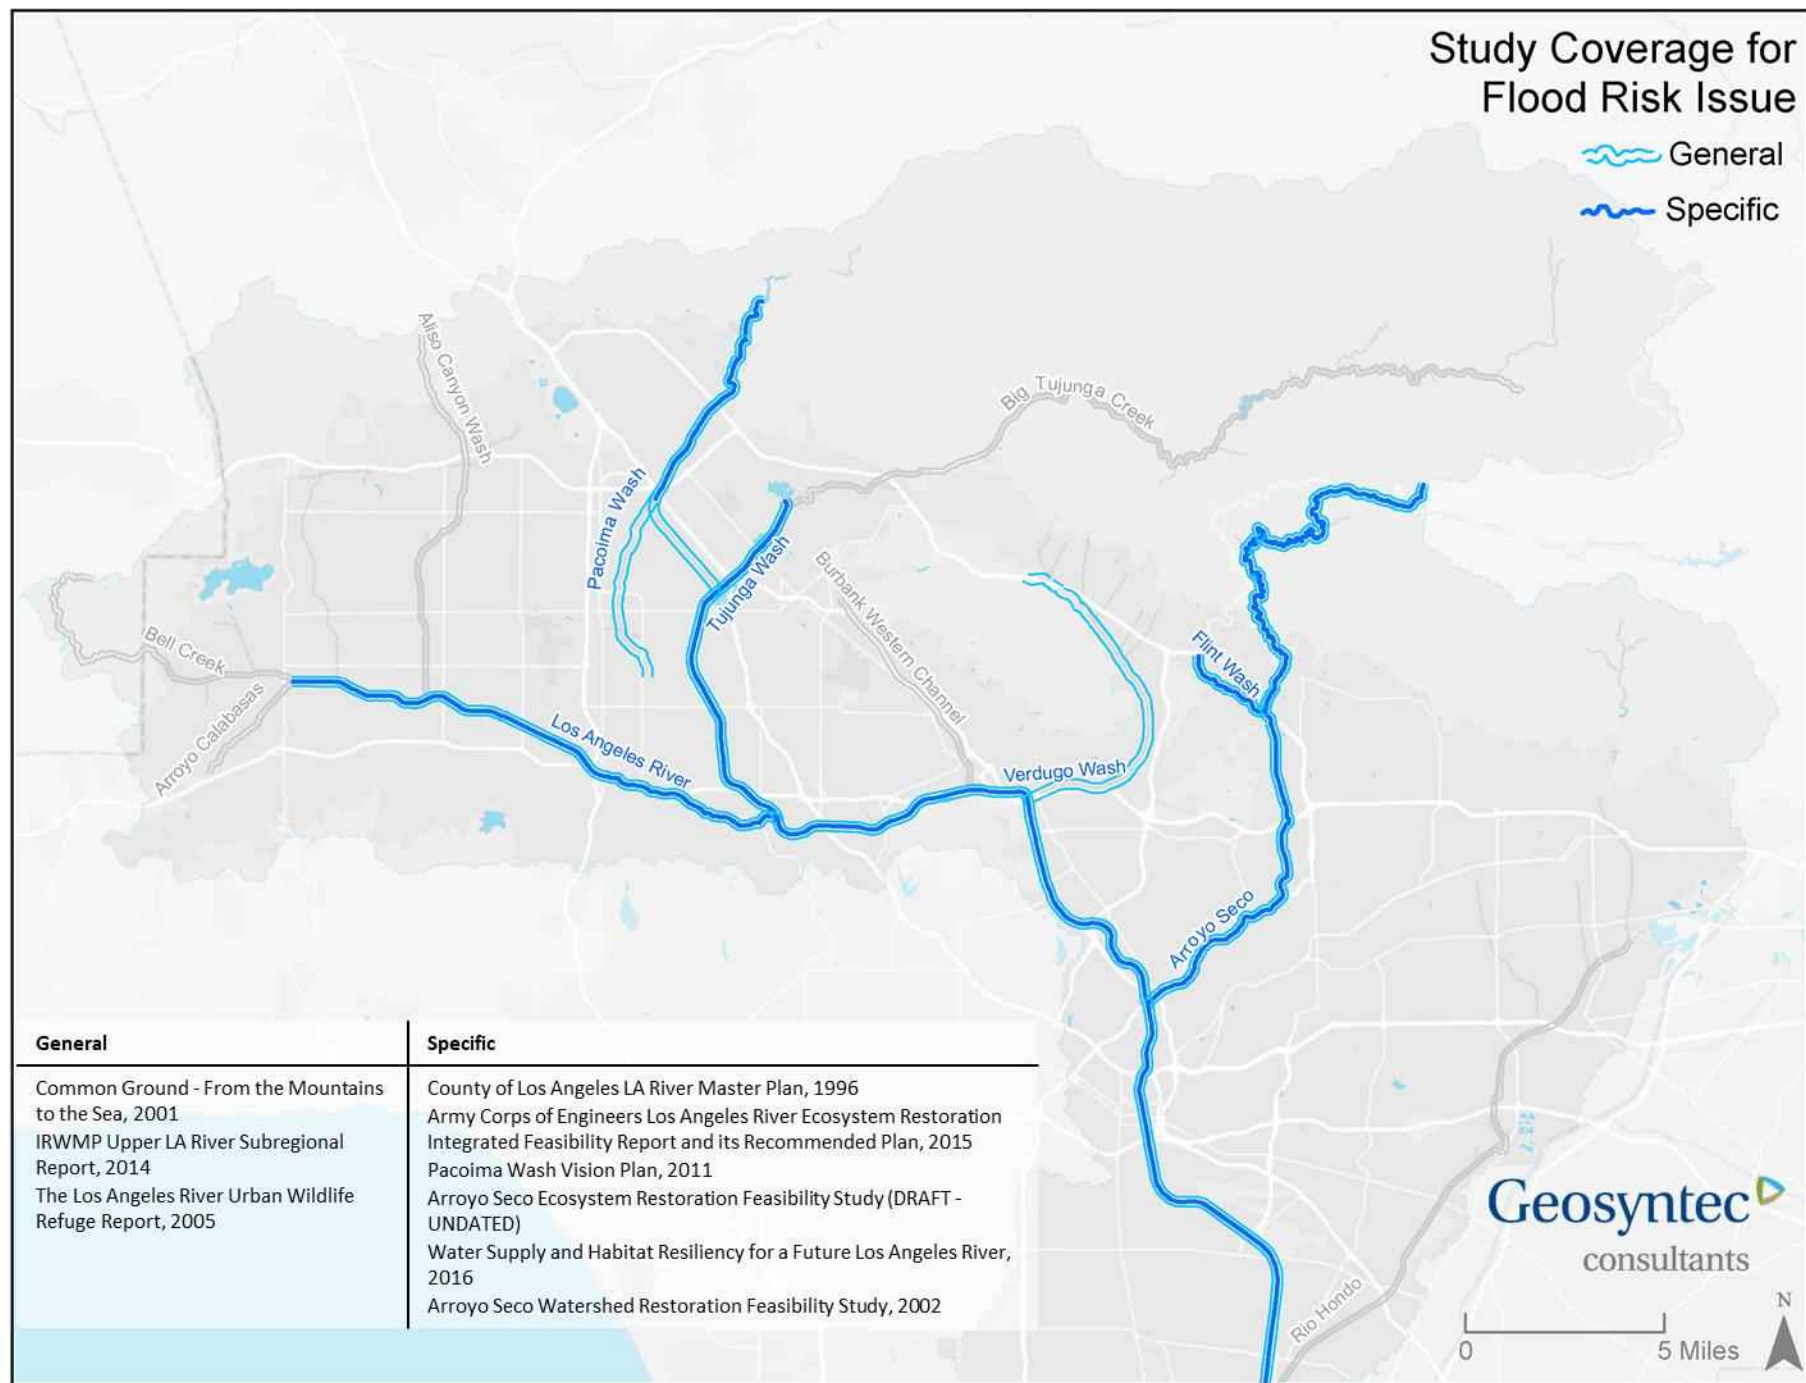 Study Coverage for
Flood Risk Issue
General
Specific
Aliso Canyon Wash
Big Tujunga Creek
Pacoima Wash
Tujunga Wash
Burbank Western Channel
Flint Wash
Bell Creek
Arroyo Calabasas
Los Angeles River
Verdugo Wash
Arroyo Seco
Rio Hondo
General
Common Ground - From the Mountains
to the Sea, 2001
IRWMP Upper LA River Subregional
Report, 2014
The Los Angeles River Urban Wildlife
Refuge Report, 2005
Specific
County of Los Angeles LA River Master Plan, 1996
Army Corps of Engineers Los Angeles River Ecosystem Restoration
Integrated Feasibility Report and its Recommended Plan, 2015
Pacoima Wash Vision Plan, 2011
Arroyo Seco Ecosystem Restoration Feasibility Study (DRAFT -
UNDATED)
Water Supply and Habitat Resiliency for a Future Los Angeles River,
2016
Arroyo Seco Watershed Restoration Feasibility Study, 2002
Geosyntec
consultants
N
0 5 Miles